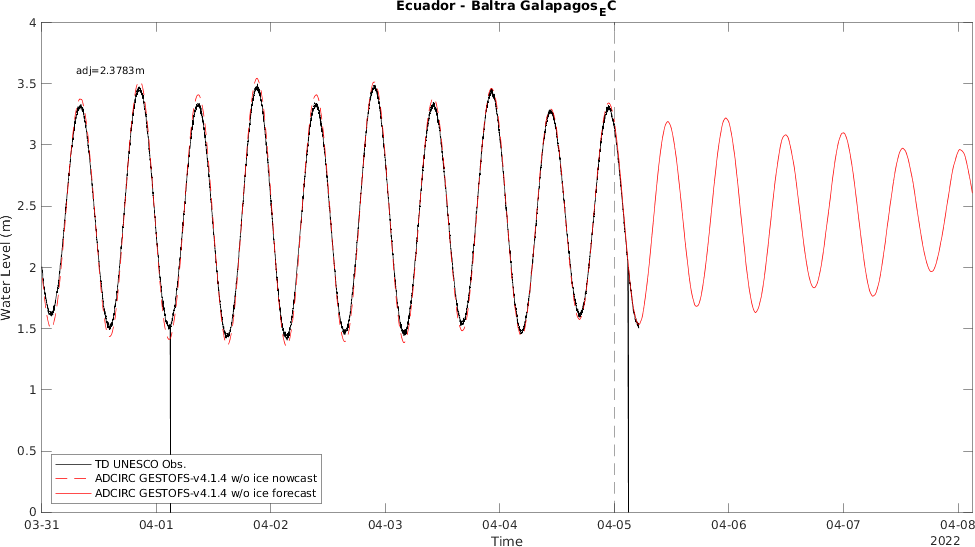 Ecuador - Baltra Galapagos_EC
4
adj=2.3783m
3.5
3
2.5
2
1.5
1
0.5
0
Water Level (m)
TD UNESCO Obs.
ADCIRC GESTOFS-v4.1.4 w/o ice nowcast
ADCIRC GESTOFS-v4.1.4 w/o ice forecast
03-31 04-01 04-02 04-03 04-04 04-05 04-06 04-07 04-08
Time
2022